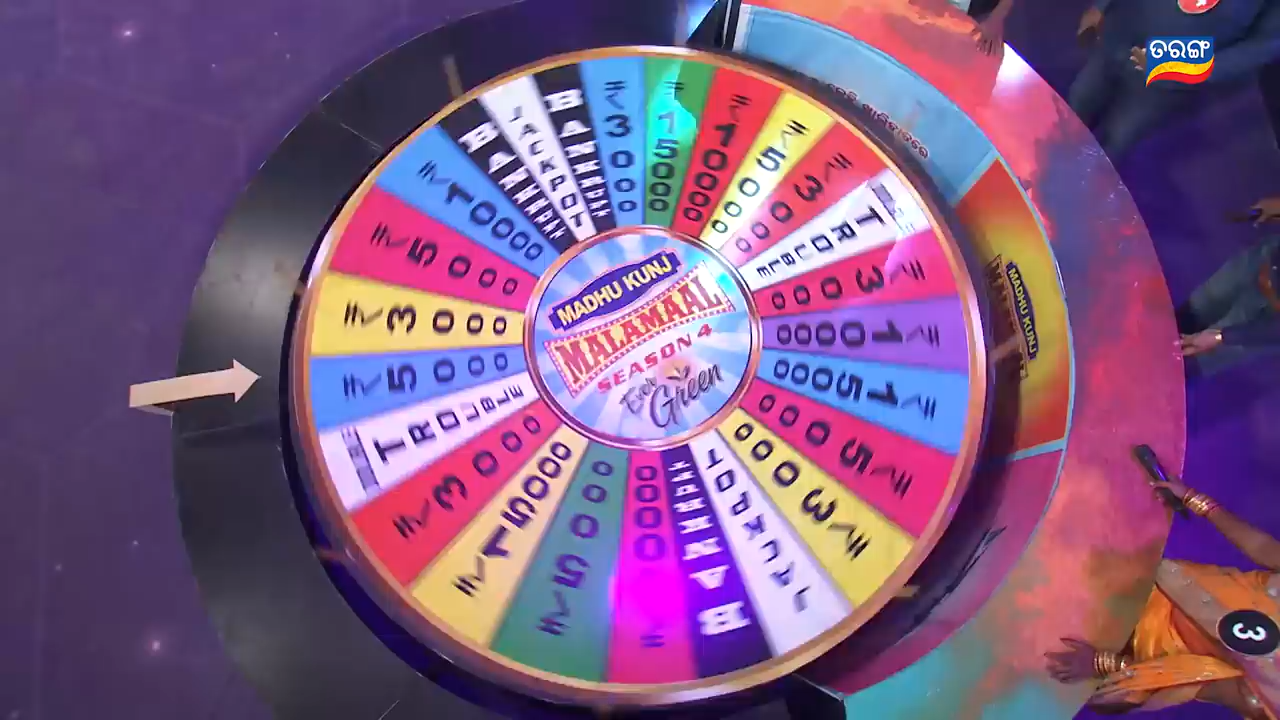 ତରଙ୍ଗ
BANKRUPT
JACKPOT
BANKRUPT
₹3000
₹15000
₹10000
₹5000
₹3000
TROUBLE
₹3000
₹1000
₹1500
₹5000
₹3000
JACKPOT
BANKRUPT
₹15000
₹3000
TROUBLE
₹5000
₹3000
₹5000
₹10000
₹5000
MADHU KUNJ
MALAMAAL
SEASON 4
Ever
Green
MADHU KUNJ
3